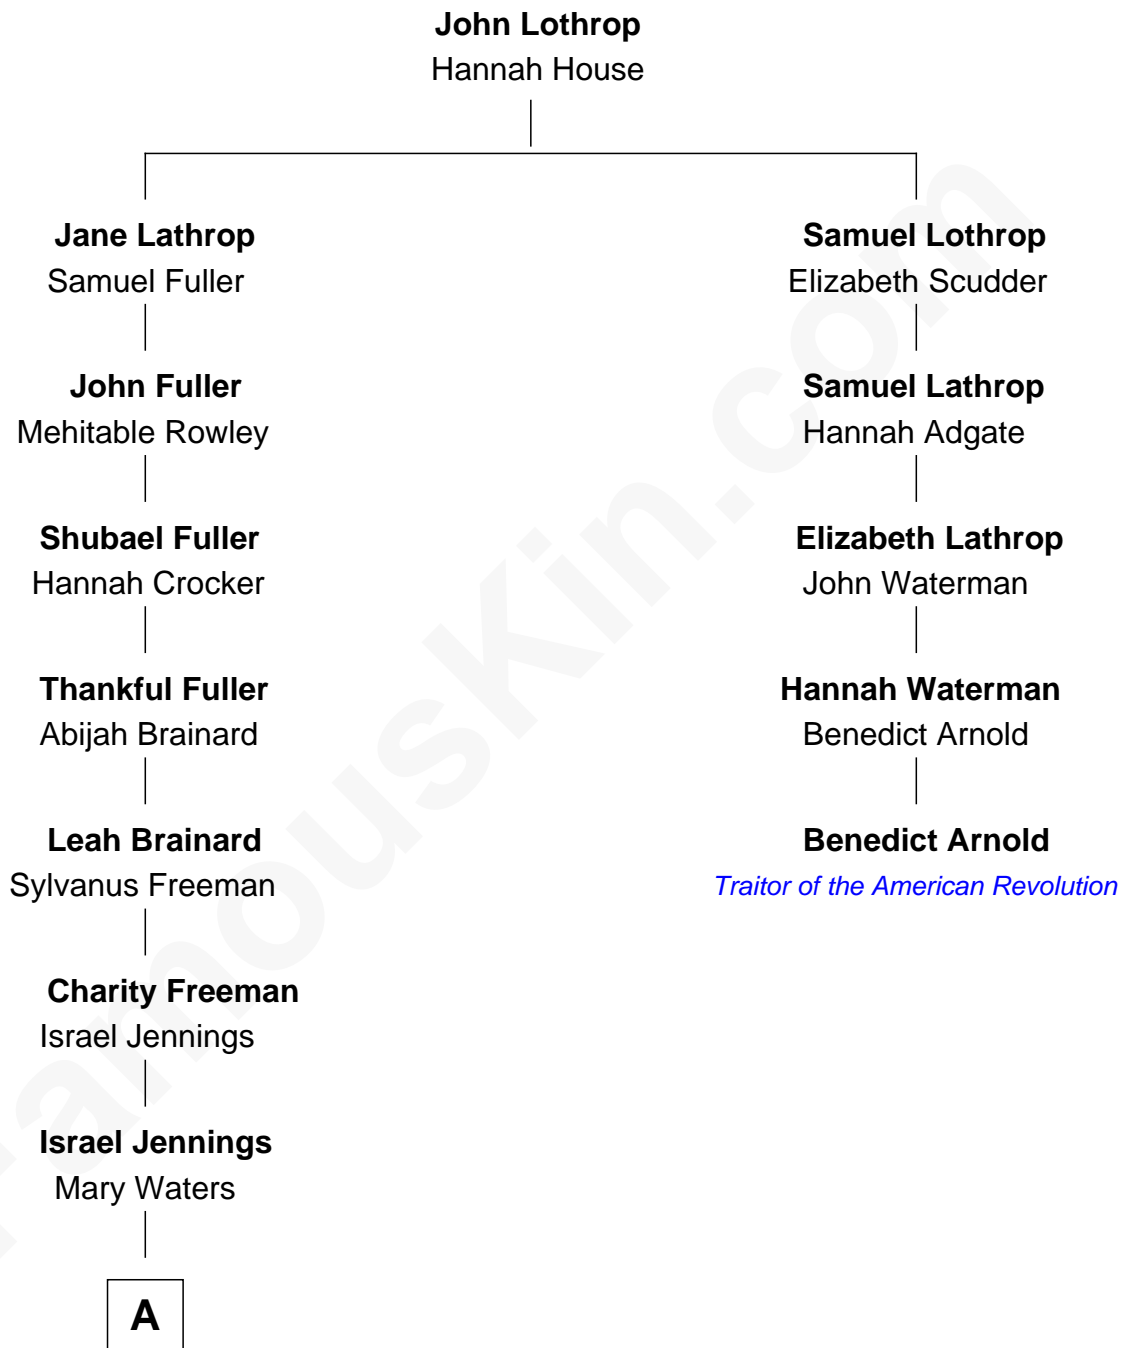 John Lothrop
Hannah House
Jane Lathrop
Samuel Fuller
John Fuller
Mehitable Rowley
Shubael Fuller
Hannah Crocker
Thankful Fuller
Abijah Brainard
Leah Brainard
Sylvanus Freeman
Charity Freeman
Israel Jennings
Israel Jennings
Mary Waters
A
Samuel Lothrop
Elizabeth Scudder
Samuel Lathrop
Hannah Adgate
Elizabeth Lathrop
John Waterman
Hannah Waterman
Benedict Arnold
Benedict Arnold
Traitor of the American Revolution
FamousKin.com